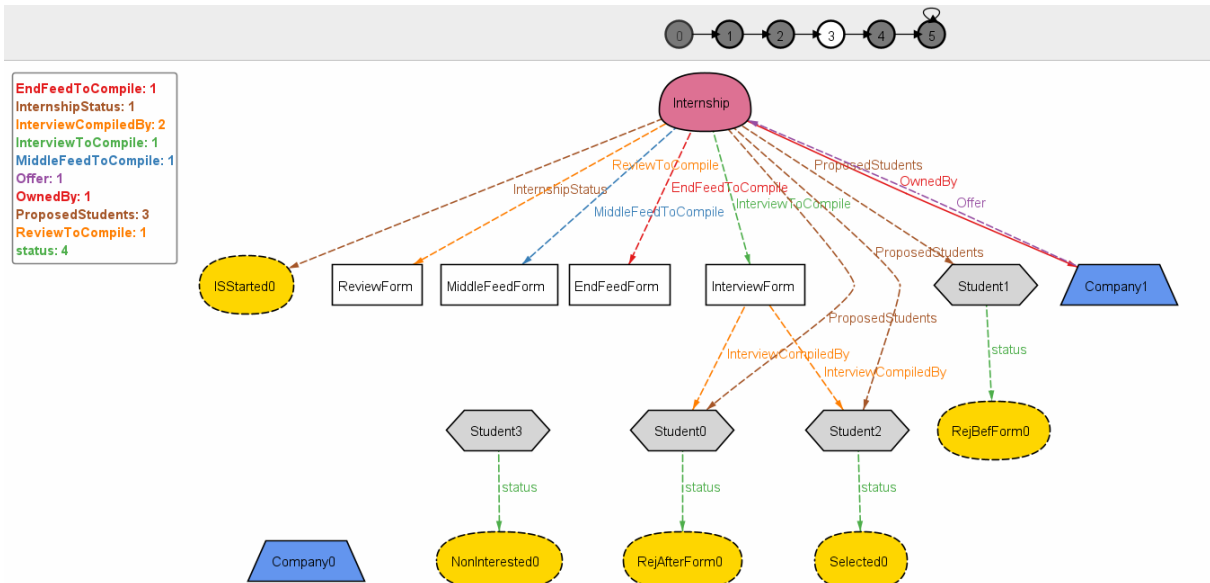 0 1 2 3 4 5
EndFeedToCompile: 1
InternshipStatus: 1
InterviewCompiledBy: 2
InterviewToCompile: 1
MiddleFeedToCompile: 1
Offer: 1
OwnedBy: 1
ProposedStudents: 3
ReviewToCompile: 1
status: 4
Internship
ReviewToCompile
ProposedStudents
InternshipStatus
EndFeedToCompile
OwnedBy
InterviewToCompile
Offer
MiddleFeedToCompile
ProposedStudents
ISStarted0
ReviewForm
MiddleFeedForm
EndFeedForm
InterviewForm
Student1
Company1
ProposedStudents
status
InterviewCompiledBy
InterviewCompiledBy
Student3
Student0
Student2
RejBefForm0
status
status
status
Company0
NonInterested0
RejAfterForm0
Selected0